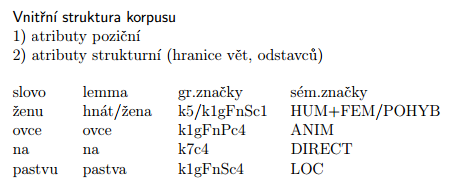 Vnitřní struktura korpusu
1) atributy poziční
2) atributy strukturní (hranice vět, odstavců)
slovo lemma gr.značky sém.značky
ženu hnát/žena k5/k1gFnSc1 HUM+FEM/POHYB
ovce ovce k1gFnPc4 ANIM
na na k7c4 DIRECT
pastvu pastva k1gFnSc4 LOC